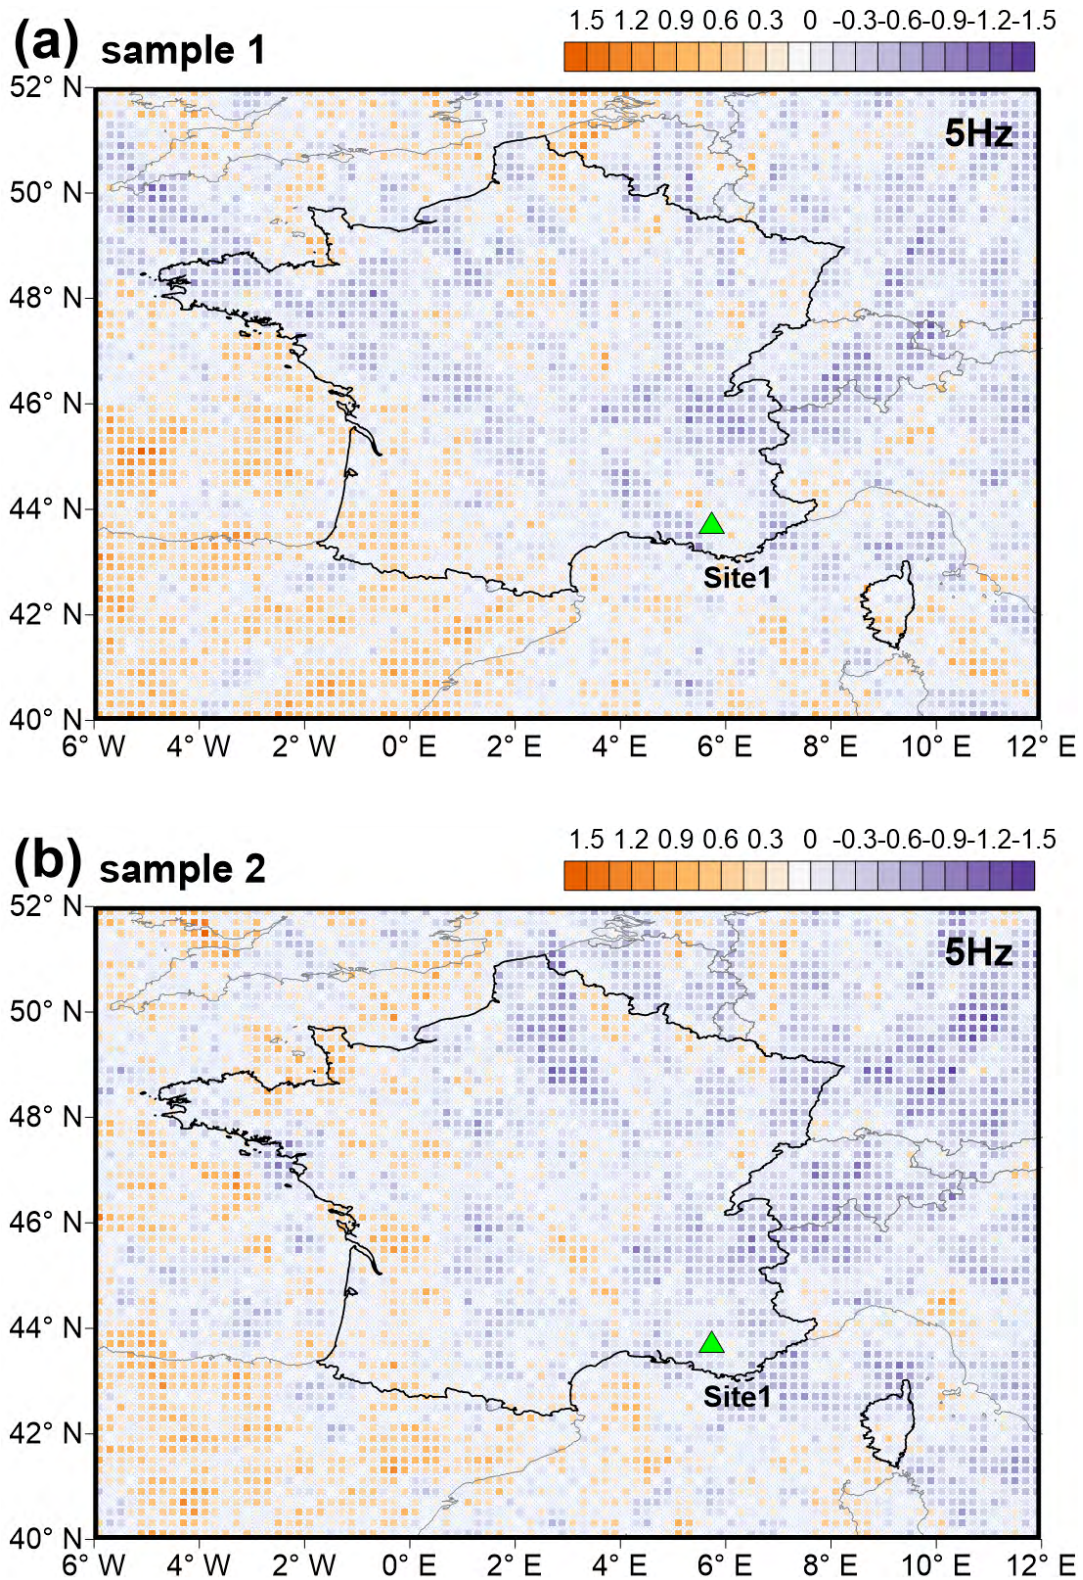 (a) sample 1
1.5 1.2 0.9 0.6 0.3 0 -0.3 -0.6 -0.9 -1.2 -1.5
52° N
5Hz
50° N
48° N
46° N
44° N
Site1
42° N
40° N
6° W 4° W 2° W 0° E 2° E 4° E 6° E 8° E 10° E 12° E
(b) sample 2
1.5 1.2 0.9 0.6 0.3 0 -0.3 -0.6 -0.9 -1.2 -1.5
52° N
5Hz
50° N
48° N
46° N
44° N
Site1
42° N
40° N
6° W 4° W 2° W 0° E 2° E 4° E 6° E 8° E 10° E 12° E